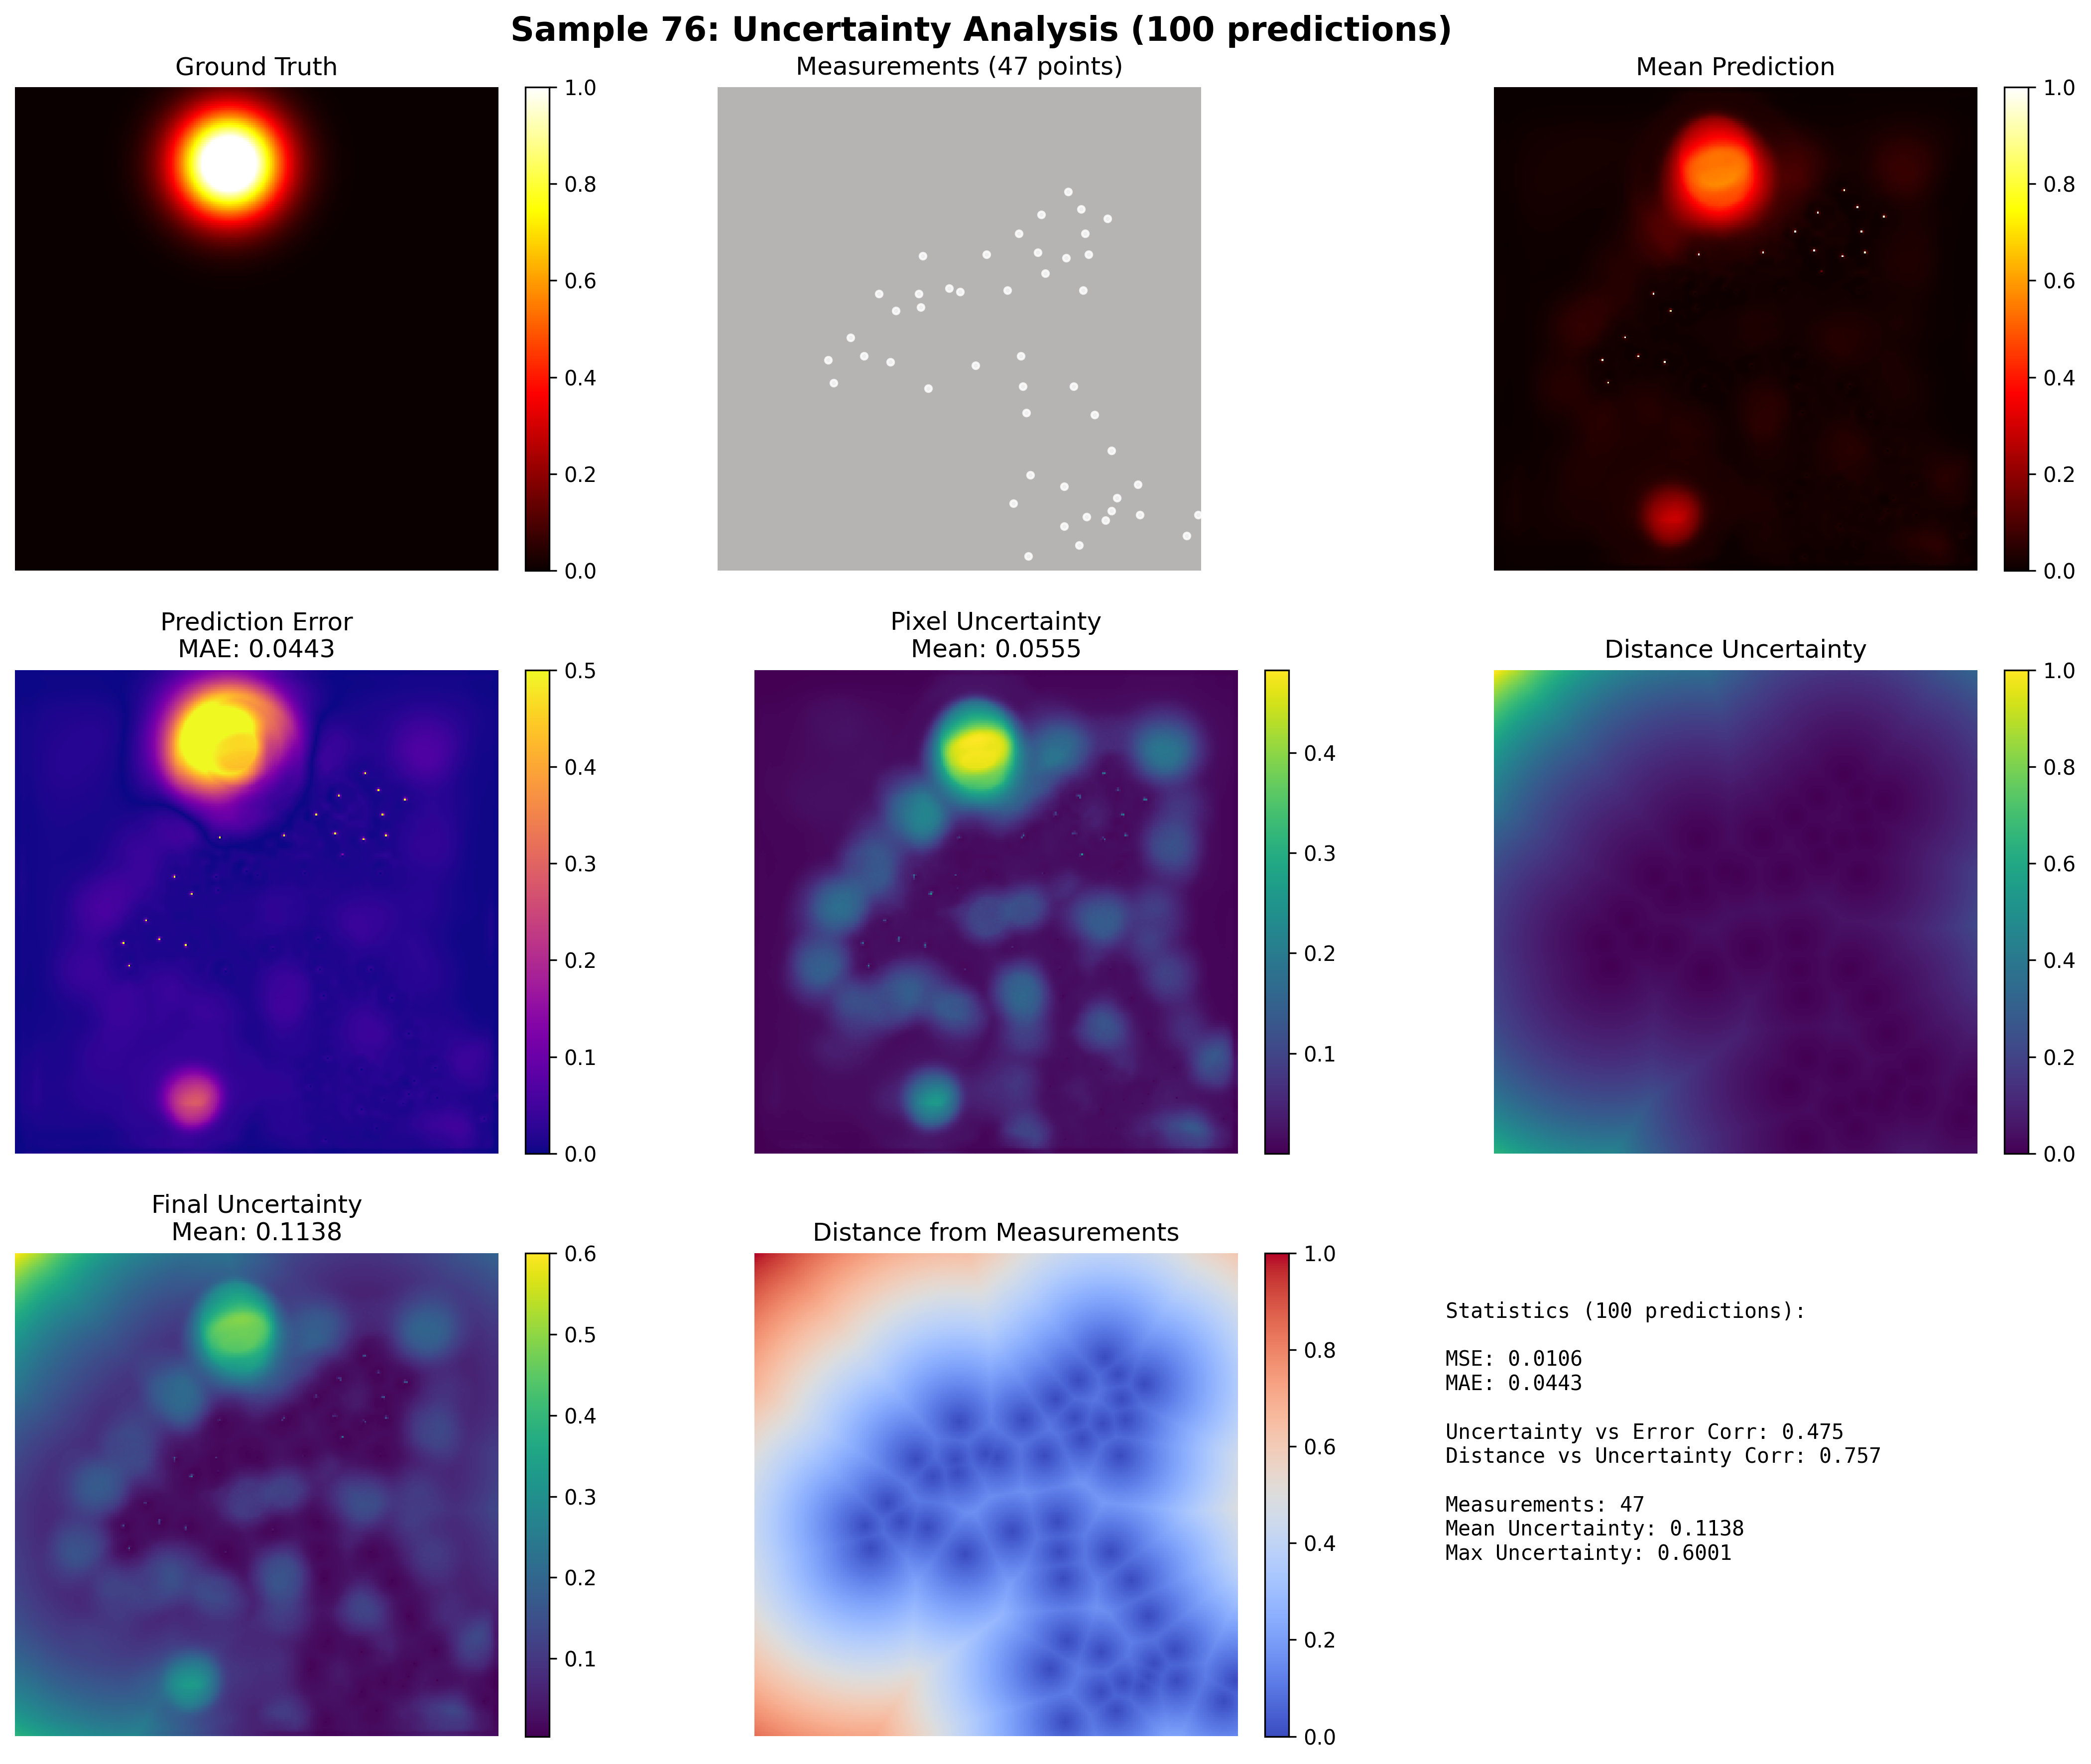 Sample 76: Uncertainty Analysis (100 predictions)
Ground Truth
1.0
0.8
0.6
0.4
0.2
0.0
Measurements (47 points)
Mean Prediction
1.0
0.8
0.6
0.4
0.2
0.0
Prediction Error
MAE: 0.0443
0.5
0.4
0.3
0.2
0.1
0.0
Pixel Uncertainty
Mean: 0.0555
0.4
0.3
0.2
0.1
Distance Uncertainty
1.0
0.8
0.6
0.4
0.2
0.0
Final Uncertainty
Mean: 0.1138
0.6
0.5
0.4
0.3
0.2
0.1
Distance from Measurements
1.0
0.8
0.6
0.4
0.2
0.0
Statistics (100 predictions):
MSE: 0.0106
MAE: 0.0443
Uncertainty vs Error Corr: 0.475
Distance vs Uncertainty Corr: 0.757
Measurements: 47
Mean Uncertainty: 0.1138
Max Uncertainty: 0.6001